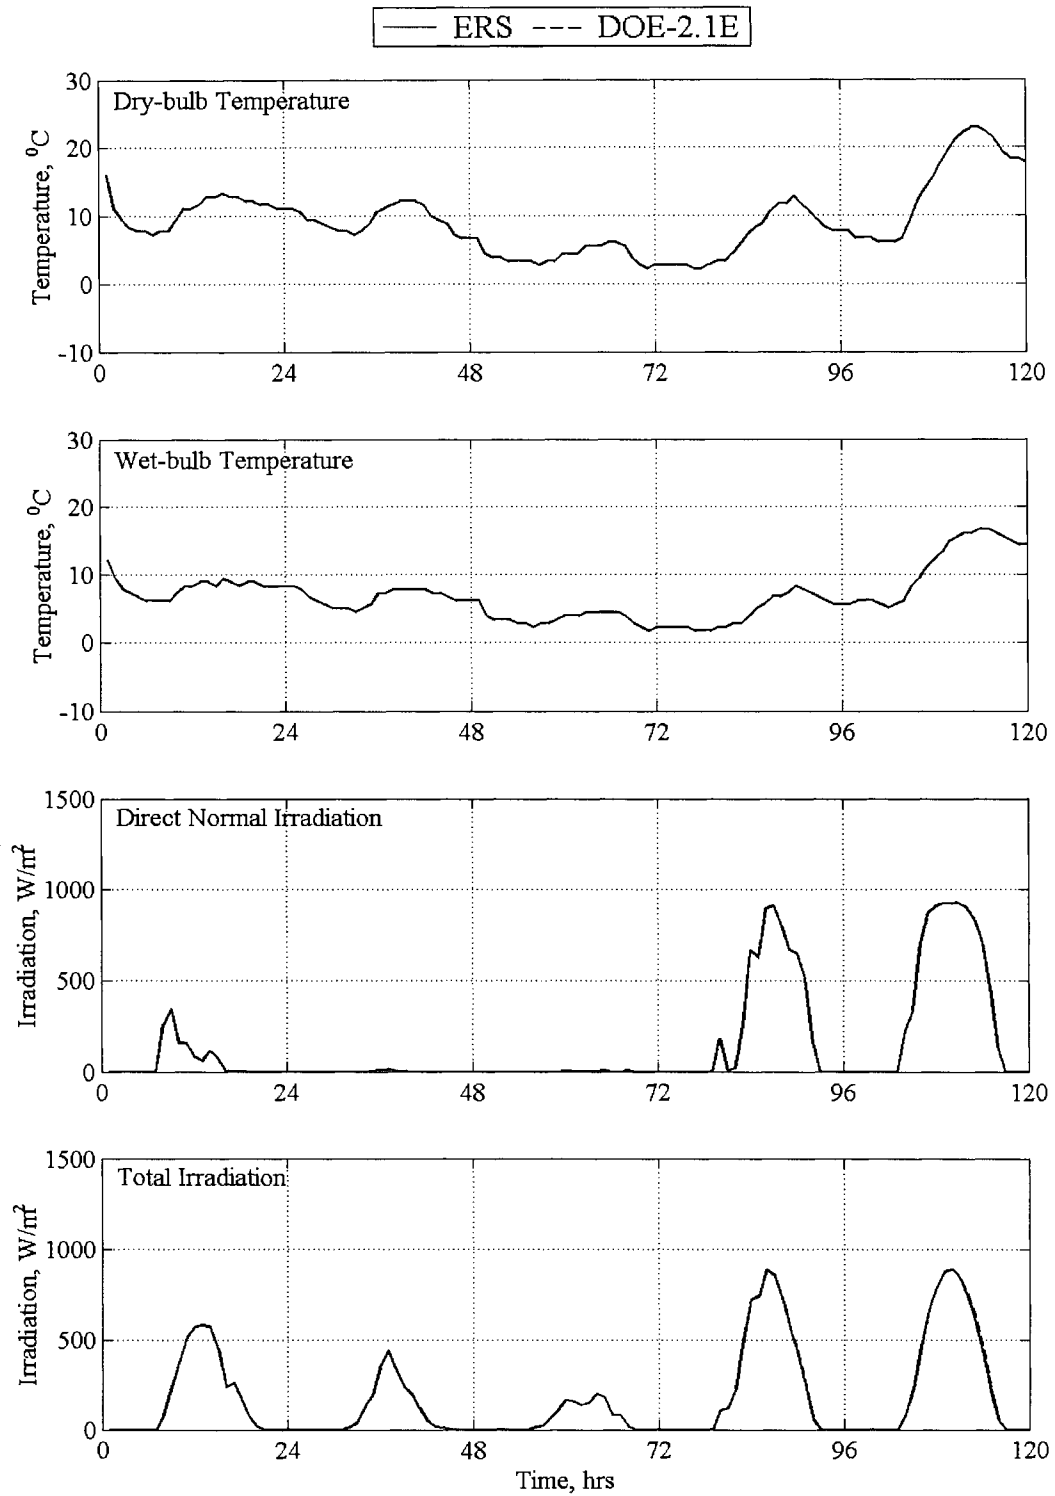 ERS DOE-2.1E
Dry-bulb Temperature
Temperature, ⁰C
30
20
10
0
-10
0 24 48 72 96 120
Wet-bulb Temperature
Temperature, ⁰C
30
20
10
0
-10
0 24 48 72 96 120
Direct Normal Irradiation
Irradiation, W/m²
1500
1000
500
0
0 24 48 72 96 120
Total Irradiation
Irradiation, W/m²
1500
1000
500
0
0 24 48 72 96 120
Time, hrs